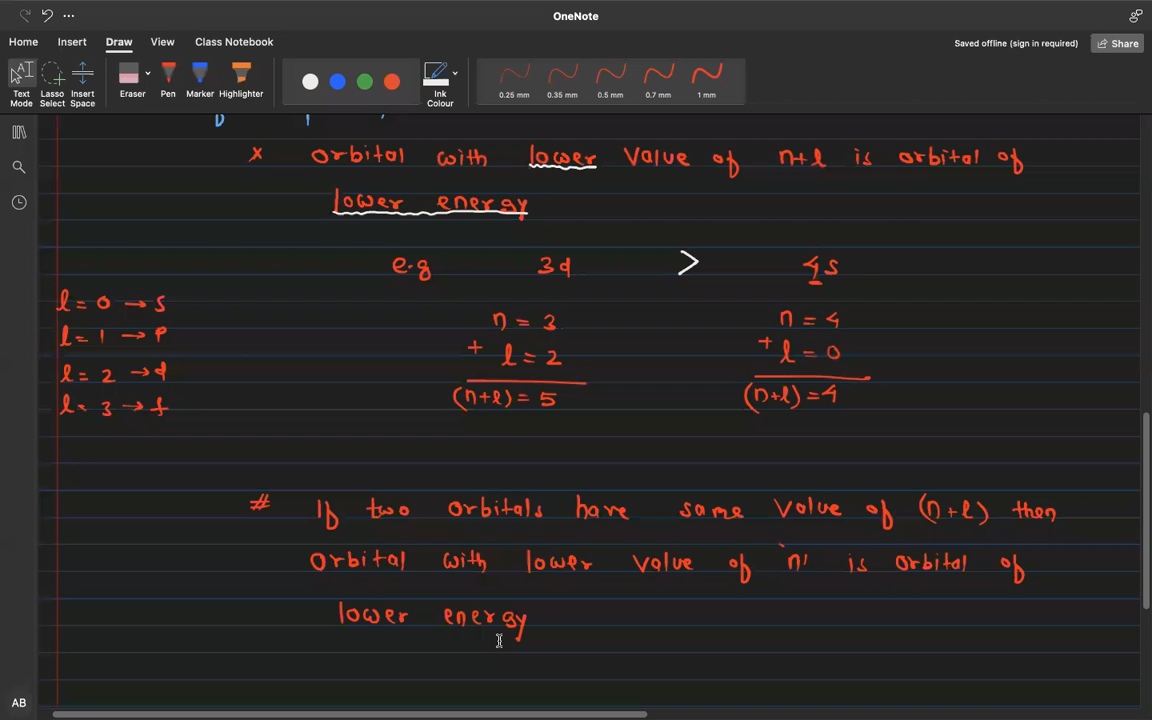 OneNote
Home Insert Draw View Class Notebook
Saved offline (sign in required) Share
Text Mode
Lasso Select
Insert Space
Eraser
Pen
Marker
Highlighter
Ink Colour
0.25 mm 0.35 mm 0.5 mm 0.7 mm 1 mm
× orbital with lower value of n+l is orbital of
lower energy
e.g 3d > 4s
l = 0 → s
l = 1 → p
l = 2 → d
l = 3 → f
n = 3
+ l = 2
(n+l) = 5
n = 4
+ l = 0
(n+l) = 4
# If two orbitals have same value of (n+l) then
orbital with lower value of 'n' is orbital of
lower energy
AB